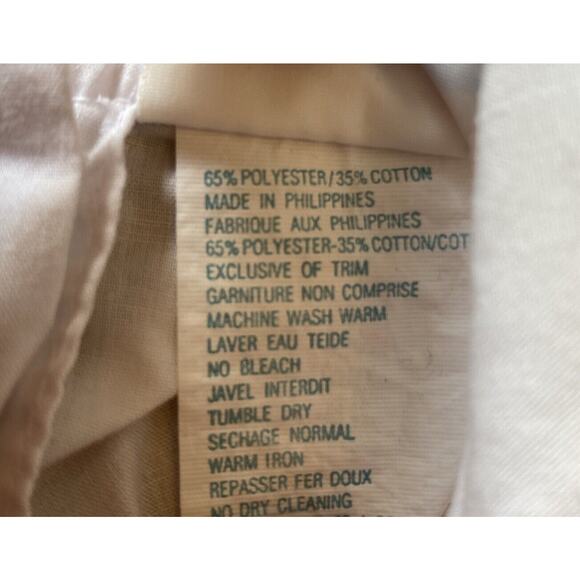 65% POLYESTER/35% COTTON
MADE IN PHILIPPINES
FABRIQUE AUX PHILIPPINES
65% POLYESTER-35% COTTON/COT
EXCLUSIVE OF TRIM
GARNITURE NON COMPRISE
MACHINE WASH WARM
LAVER EAU TEIDE
NO BLEACH
JAVEL INTERDIT
TUMBLE DRY
SECHAGE NORMAL
WARM IRON
REPASSER FER DOUX
NO DRY CLEANING